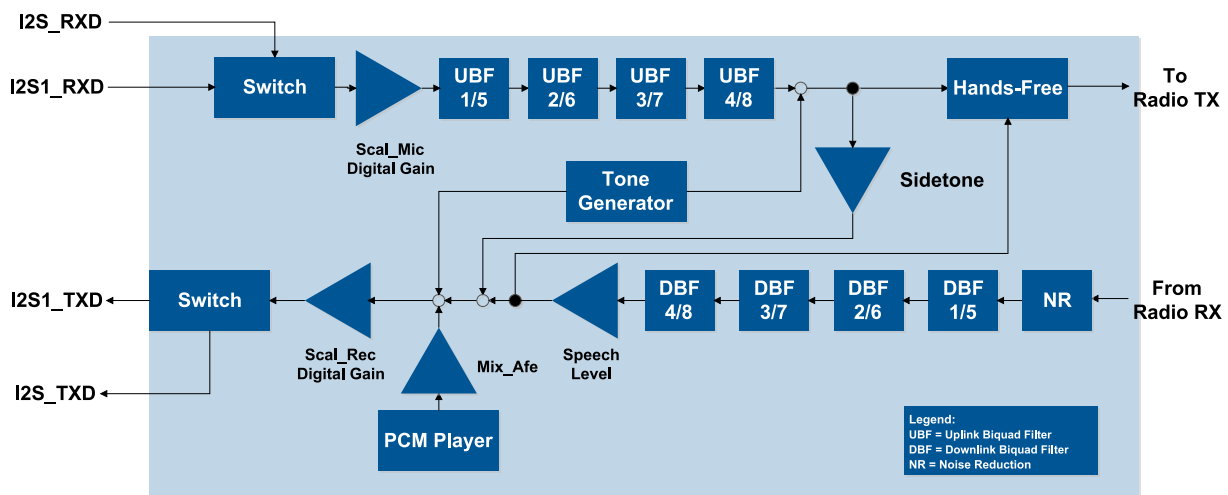 I2S_RXD
I2S1_RXD
Switch
UBF
1/5
UBF
2/6
UBF
3/7
UBF
4/8
Hands-Free
To
Radio TX
Scal_Mic
Digital Gain
Tone
Generator
Sidetone
I2S1_TXD
Switch
DBF
4/8
DBF
3/7
DBF
2/6
DBF
1/5
NR
From
Radio RX
Scal_Rec
Digital Gain
Mix_Afe
Speech
Level
I2S_TXD
PCM Player
Legend:
UBF = Uplink Biquad Filter
DBF = Downlink Biquad Filter
NR = Noise Reduction